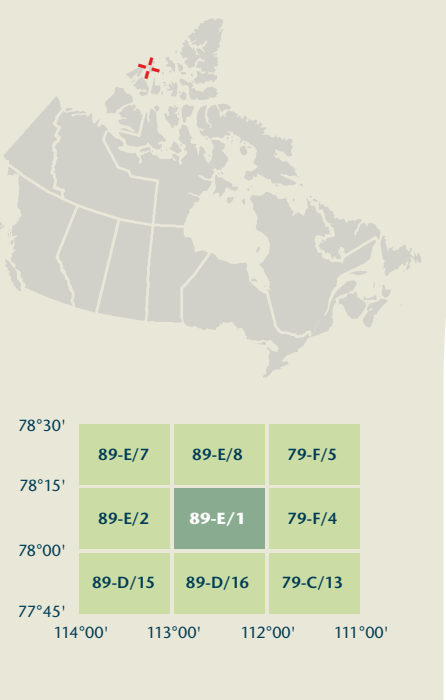 78°30'
89-E/7 89-E/8 79-F/5
78°15'
89-E/2 89-E/1 79-F/4
78°00'
89-D/15 89-D/16 79-C/13
77°45'
114°00' 113°00' 112°00' 111°00'